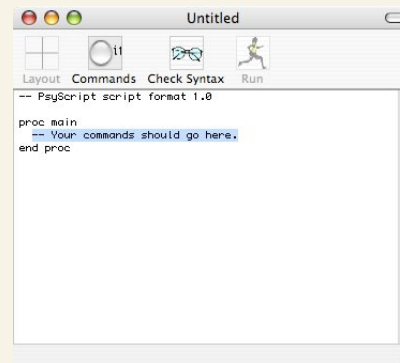 Untitled
i1
Layout Commands Check Syntax Run
-- PsyScript script format 1.0
proc main
-- Your commands should go here.
end proc